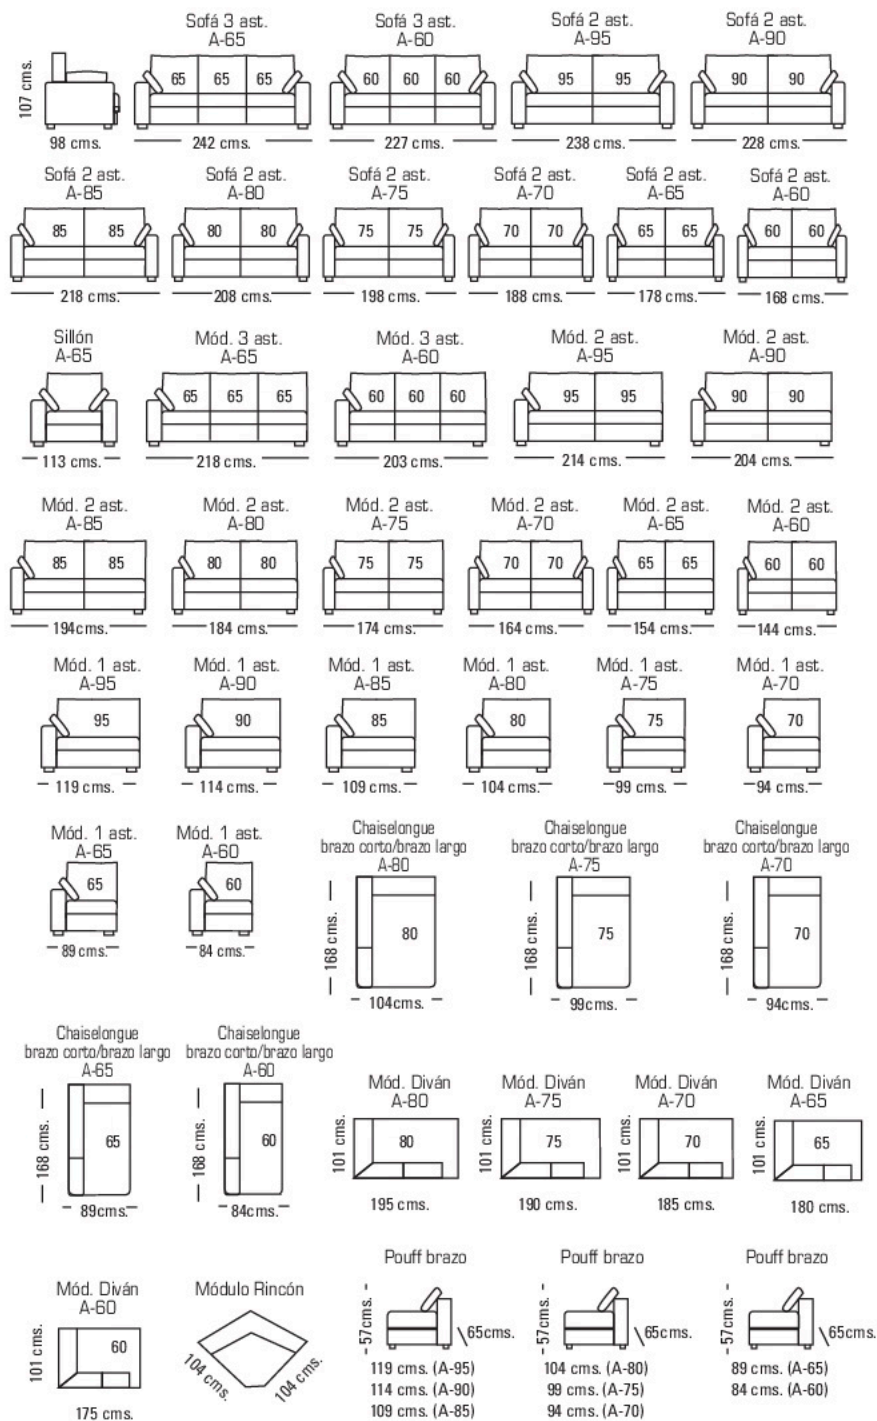 107 cms.
98 cms.
Sofá 3 ast.
A-65
65 65 65
242 cms.
Sofá 3 ast.
A-60
60 60 60
227 cms.
Sofá 2 ast.
A-95
95 95
238 cms.
Sofá 2 ast.
A-90
90 90
228 cms.
Sofá 2 ast.
A-85
85 85
218 cms.
Sofá 2 ast.
A-80
80 80
208 cms.
Sofá 2 ast.
A-75
75 75
198 cms.
Sofá 2 ast.
A-70
70 70
188 cms.
Sofá 2 ast.
A-65
65 65
178 cms.
Sofá 2 ast.
A-60
60 60
168 cms.
Sillón
A-65
113 cms.
Mód. 3 ast.
A-65
65 65 65
218 cms.
Mód. 3 ast.
A-60
60 60 60
203 cms.
Mód. 2 ast.
A-95
95 95
214 cms.
Mód. 2 ast.
A-90
90 90
204 cms.
Mód. 2 ast.
A-85
85 85
194cms.
Mód. 2 ast.
A-80
80 80
184 cms.
Mód. 2 ast.
A-75
75 75
174 cms.
Mód. 2 ast.
A-70
70 70
164 cms.
Mód. 2 ast.
A-65
65 65
154 cms.
Mód. 2 ast.
A-60
60 60
144 cms.
Mód. 1 ast.
A-95
95
119 cms.
Mód. 1 ast.
A-90
90
114 cms.
Mód. 1 ast.
A-85
85
109 cms.
Mód. 1 ast.
A-80
80
104 cms.
Mód. 1 ast.
A-75
75
99 cms.
Mód. 1 ast.
A-70
70
94 cms.
Mód. 1 ast.
A-65
65
89 cms.
Mód. 1 ast.
A-60
60
84 cms.
Chaiselongue
brazo corto/brazo largo
A-80
168 cms.
80
104cms.
Chaiselongue
brazo corto/brazo largo
A-75
168 cms.
75
99cms.
Chaiselongue
brazo corto/brazo largo
A-70
168 cms.
70
94cms.
Chaiselongue
brazo corto/brazo largo
A-65
168 cms.
65
89cms.
Chaiselongue
brazo corto/brazo largo
A-60
168 cms.
60
84cms.
Mód. Diván
A-80
101 cms.
80
195 cms.
Mód. Diván
A-75
101 cms.
75
190 cms.
Mód. Diván
A-70
101 cms.
70
185 cms.
Mód. Diván
A-65
101 cms.
65
180 cms.
Mód. Diván
A-60
101 cms.
60
175 cms.
Módulo Rincón
104 cms.
104 cms.
Pouff brazo
57cms.
65cms.
119 cms. (A-95)
114 cms. (A-90)
109 cms. (A-85)
Pouff brazo
57cms.
65cms.
104 cms. (A-80)
99 cms. (A-75)
94 cms. (A-70)
Pouff brazo
57cms.
65cms.
89 cms. (A-65)
84 cms. (A-60)